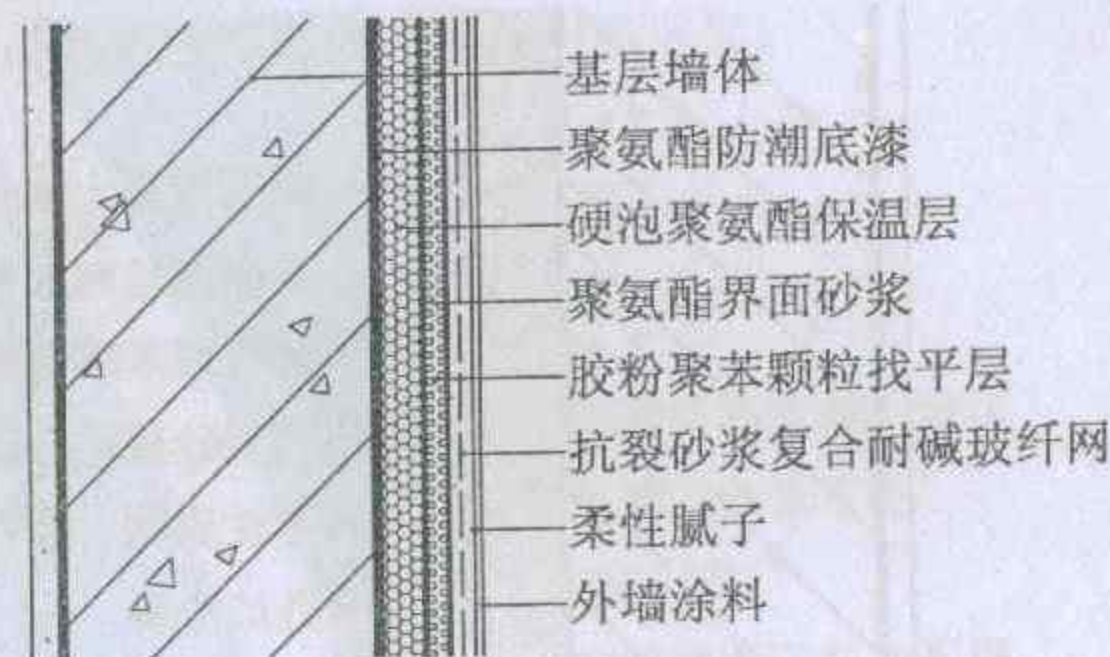 基层墙体
聚氨酯防潮底漆
硬泡聚氨酯保温层
聚氨酯界面砂浆
胶粉聚苯颗粒找平层
抗裂砂浆复合耐碱玻纤网
柔性腻子
外墙涂料